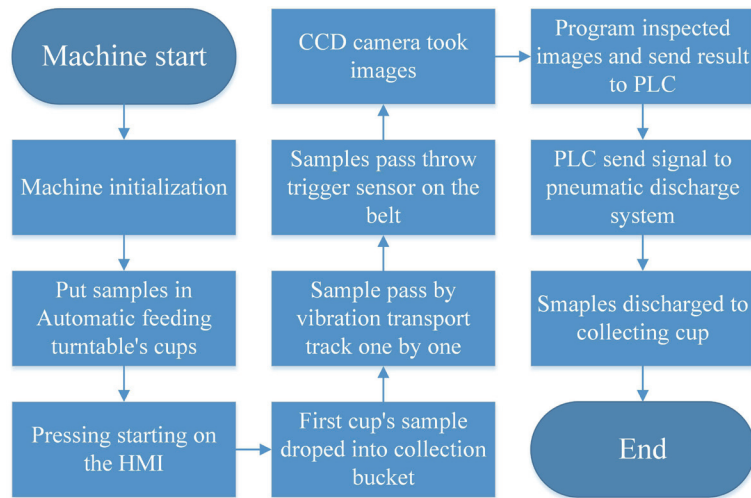 Machine start
Machine initialization
Put samples in
Automatic feeding
turntable's cups
Pressing starting on
the HMI
First cup's sample
droped into collection
bucket
Sample pass by
vibration transport
track one by one
Samples pass throw
trigger sensor on the
belt
CCD camera took
images
Program inspected
images and send result
to PLC
PLC send signal to
pneumatic discharge
system
Smaples discharged to
collecting cup
End